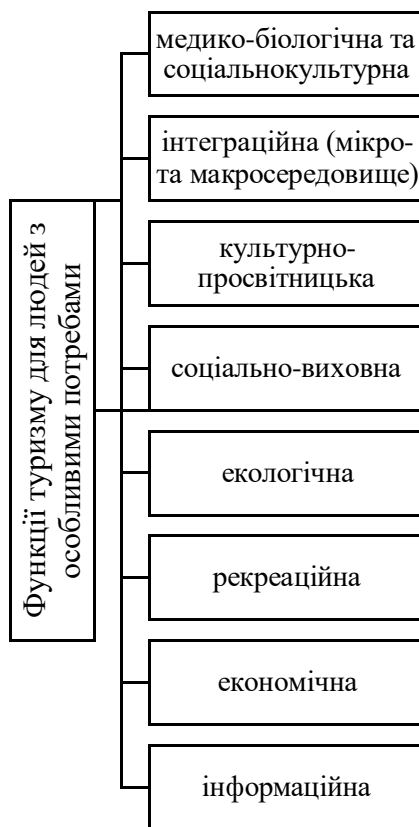 Функції туризму для людей з
особливими потребами
медико-біологічна та
соціальнокультурна
інтеграційна (мікро-
та макросередовище)
культурно-
просвітницька
соціально-виховна
екологічна
рекреаційна
економічна
інформаційна